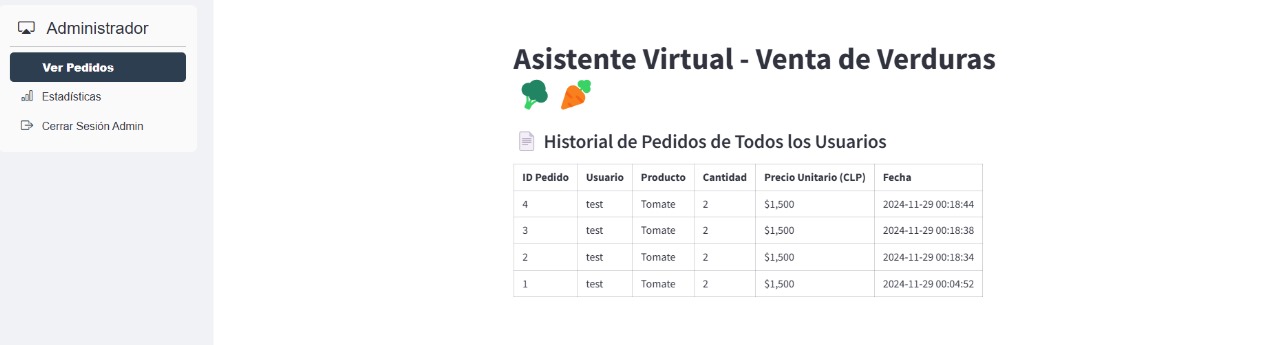 Administrador
Ver Pedidos
Estadísticas
Cerrar Sesión Admin
Asistente Virtual - Venta de Verduras
Historial de Pedidos de Todos los Usuarios
ID Pedido Usuario Producto Cantidad Precio Unitario (CLP) Fecha
4 test Tomate 2 $1,500 2024-11-29 00:18:44
3 test Tomate 2 $1,500 2024-11-29 00:18:38
2 test Tomate 2 $1,500 2024-11-29 00:18:34
1 test Tomate 2 $1,500 2024-11-29 00:04:52